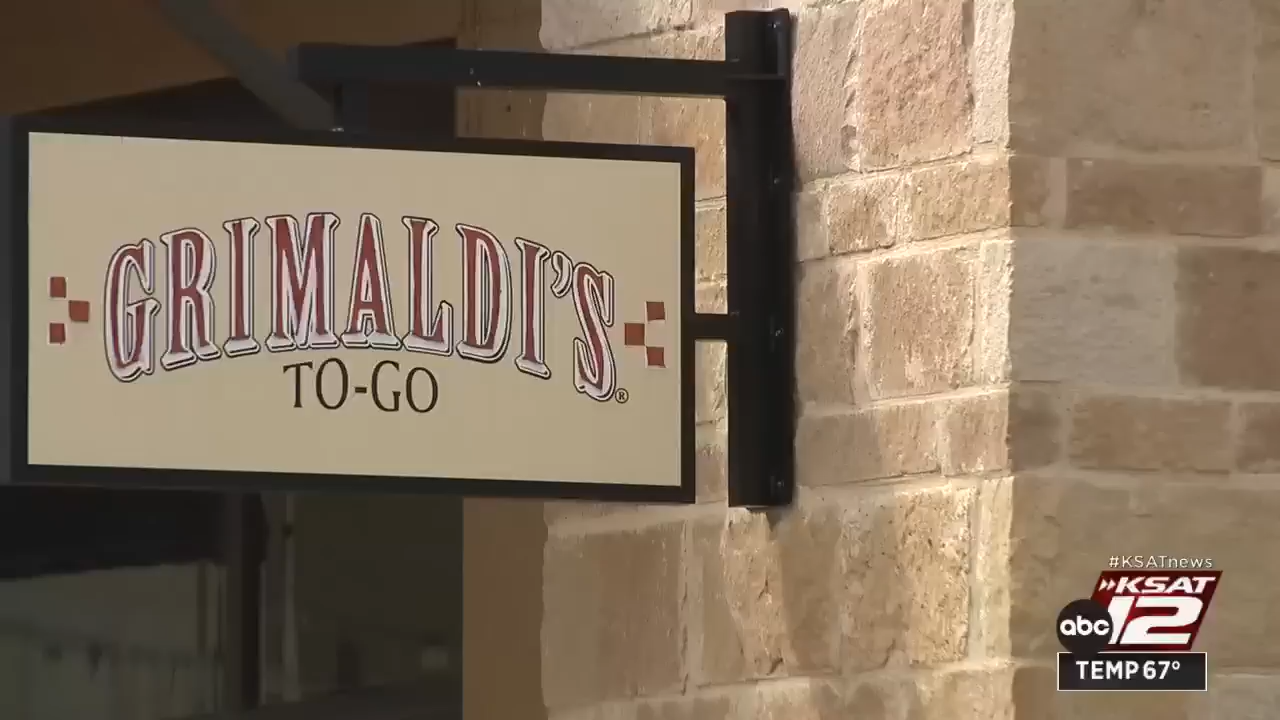 GRIMALDI'S
TO-GO
®
#KSATnews
KSAT
abc 12
TEMP 67°